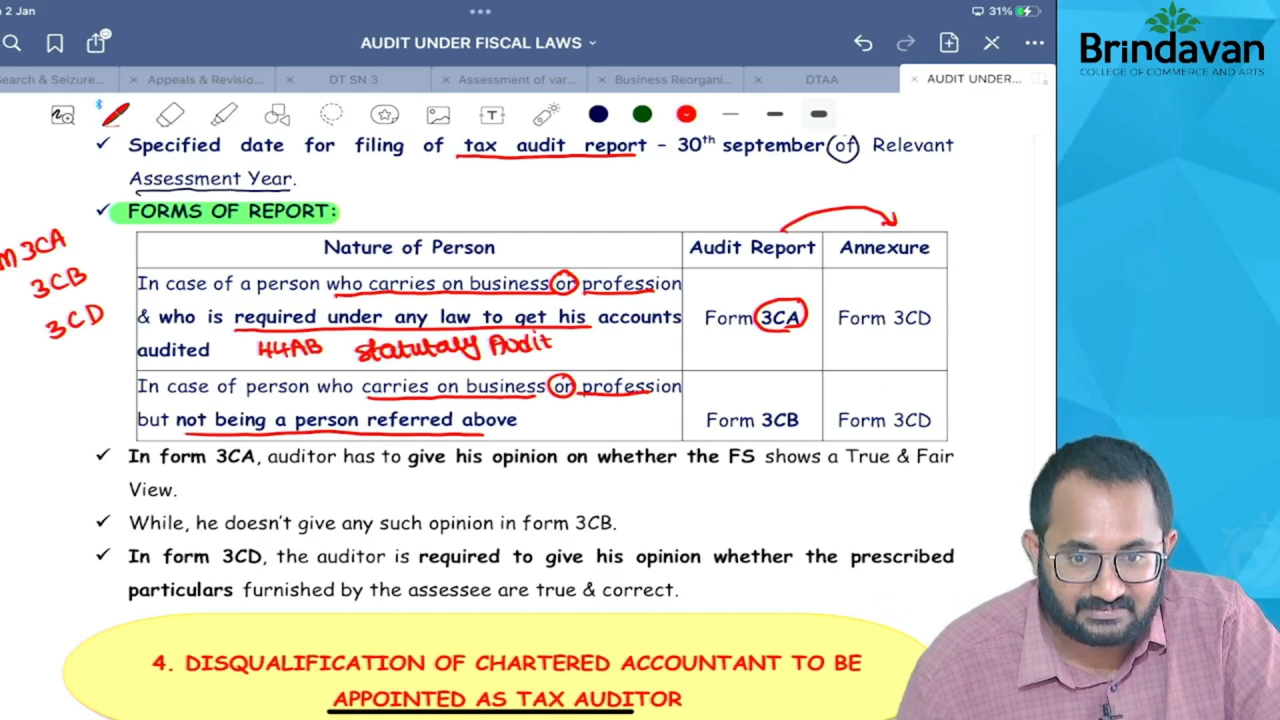 2 Jan
31%
AUDIT UNDER FISCAL LAWS
earch & Seizure...
Appeals & Revisio...
DT SN 3
Assessment of var...
Business Reorgani...
DTAA
AUDIT UNDER...
Brindavan
COLLEGE OF COMMERCE AND ARTS
✓ Specified date for filing of tax audit report – 30th september of Relevant
Assessment Year.
✓ FORMS OF REPORT:
m 3CA
3CB
3CD
Nature of Person Audit Report Annexure
In case of a person who carries on business or profession
& who is required under any law to get his accounts Form 3CA Form 3CD
audited 44AB Statutory Audit
In case of person who carries on business or profession
but not being a person referred above Form 3CB Form 3CD
✓ In form 3CA, auditor has to give his opinion on whether the FS shows a True & Fair
View.
✓ While, he doesn't give any such opinion in form 3CB.
✓ In form 3CD, the auditor is required to give his opinion whether the prescribed
particulars furnished by the assessee are true & correct.
4. DISQUALIFICATION OF CHARTERED ACCOUNTANT TO BE
APPOINTED AS TAX AUDITOR